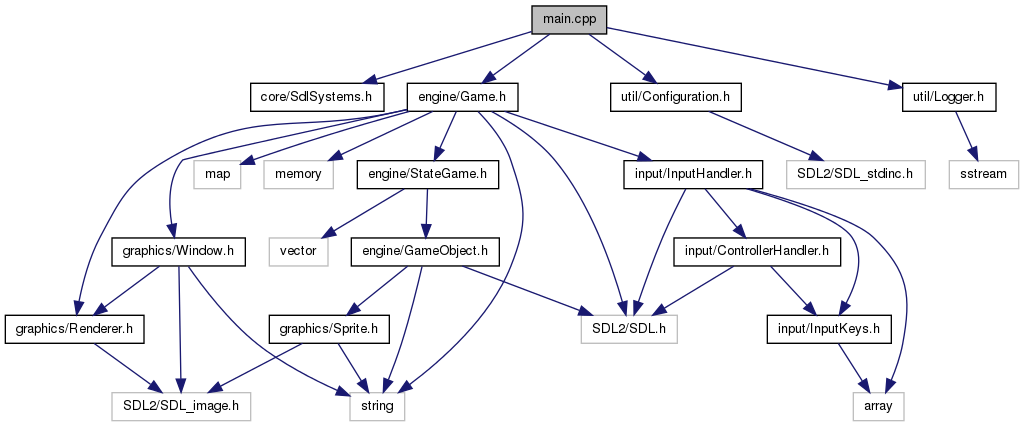 main.cpp
core/SdlSystems.h
engine/Game.h
util/Configuration.h
util/Logger.h
map
memory
engine/StateGame.h
input/InputHandler.h
SDL2/SDL_stdinc.h
sstream
graphics/Window.h
vector
engine/GameObject.h
input/ControllerHandler.h
graphics/Renderer.h
graphics/Sprite.h
SDL2/SDL.h
input/InputKeys.h
SDL2/SDL_image.h
string
array